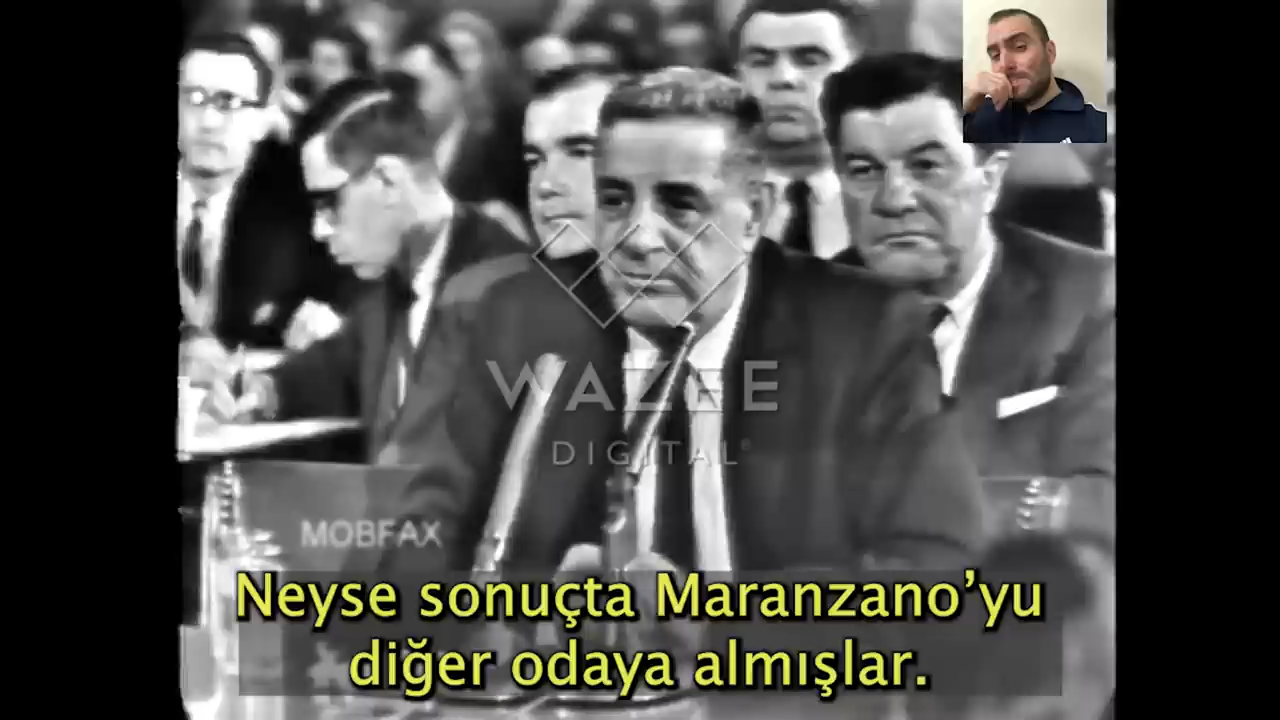 WAZEE
DIGITAL
MOBFAX
Neyse sonuçta Maranzano’yu
diğer odaya almışlar.